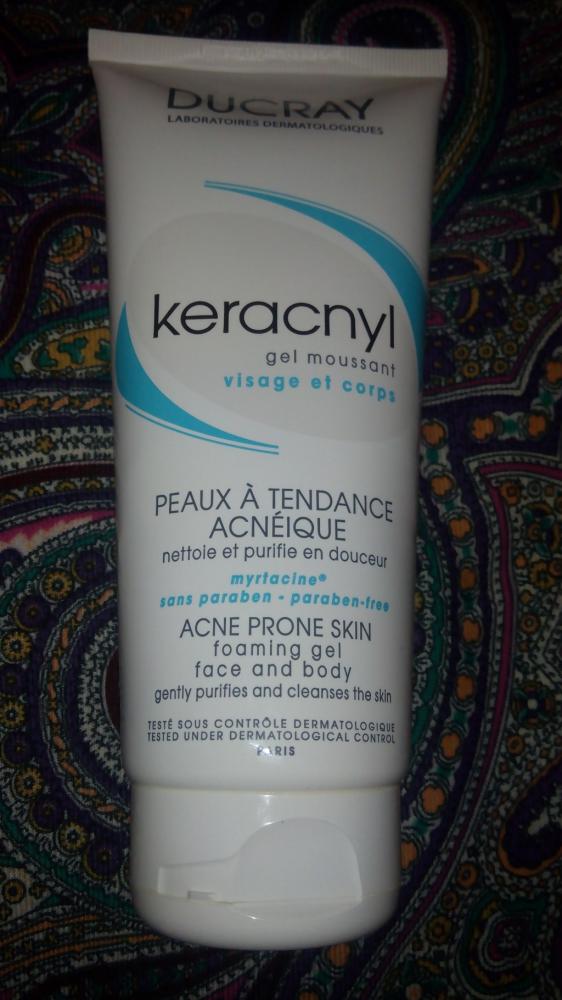 DUCRAY
LABORATOIRES DERMATOLOGIQUES
keracnyl
gel moussant
visage et corps
PEAUX À TENDANCE
ACNÉIQUE
nettoie et purifie en douceur
myrtacine®
sans paraben - paraben-free
ACNE PRONE SKIN
foaming gel
face and body
gently purifies and cleanses the skin
TESTÉ SOUS CONTRÔLE DERMATOLOGIQUE
TESTED UNDER DERMATOLOGICAL CONTROL
PARIS